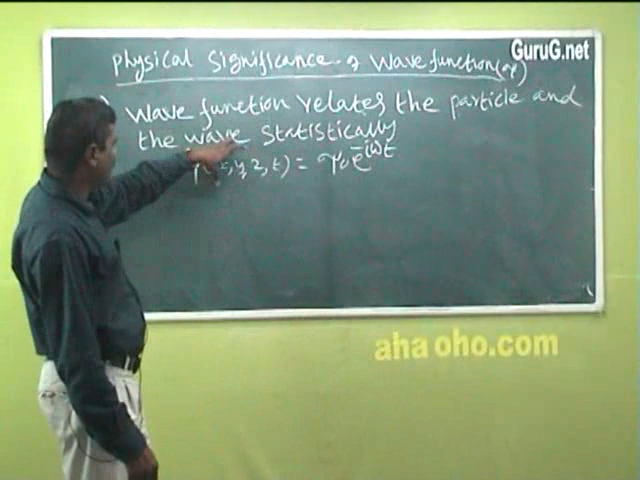 GuruG.net
Physical Significance of Wave function(ψ)
Wave function relates the particle and
the wave statistically
(x, y, z, t) = ψ₀e^-iωt
aha oho.com